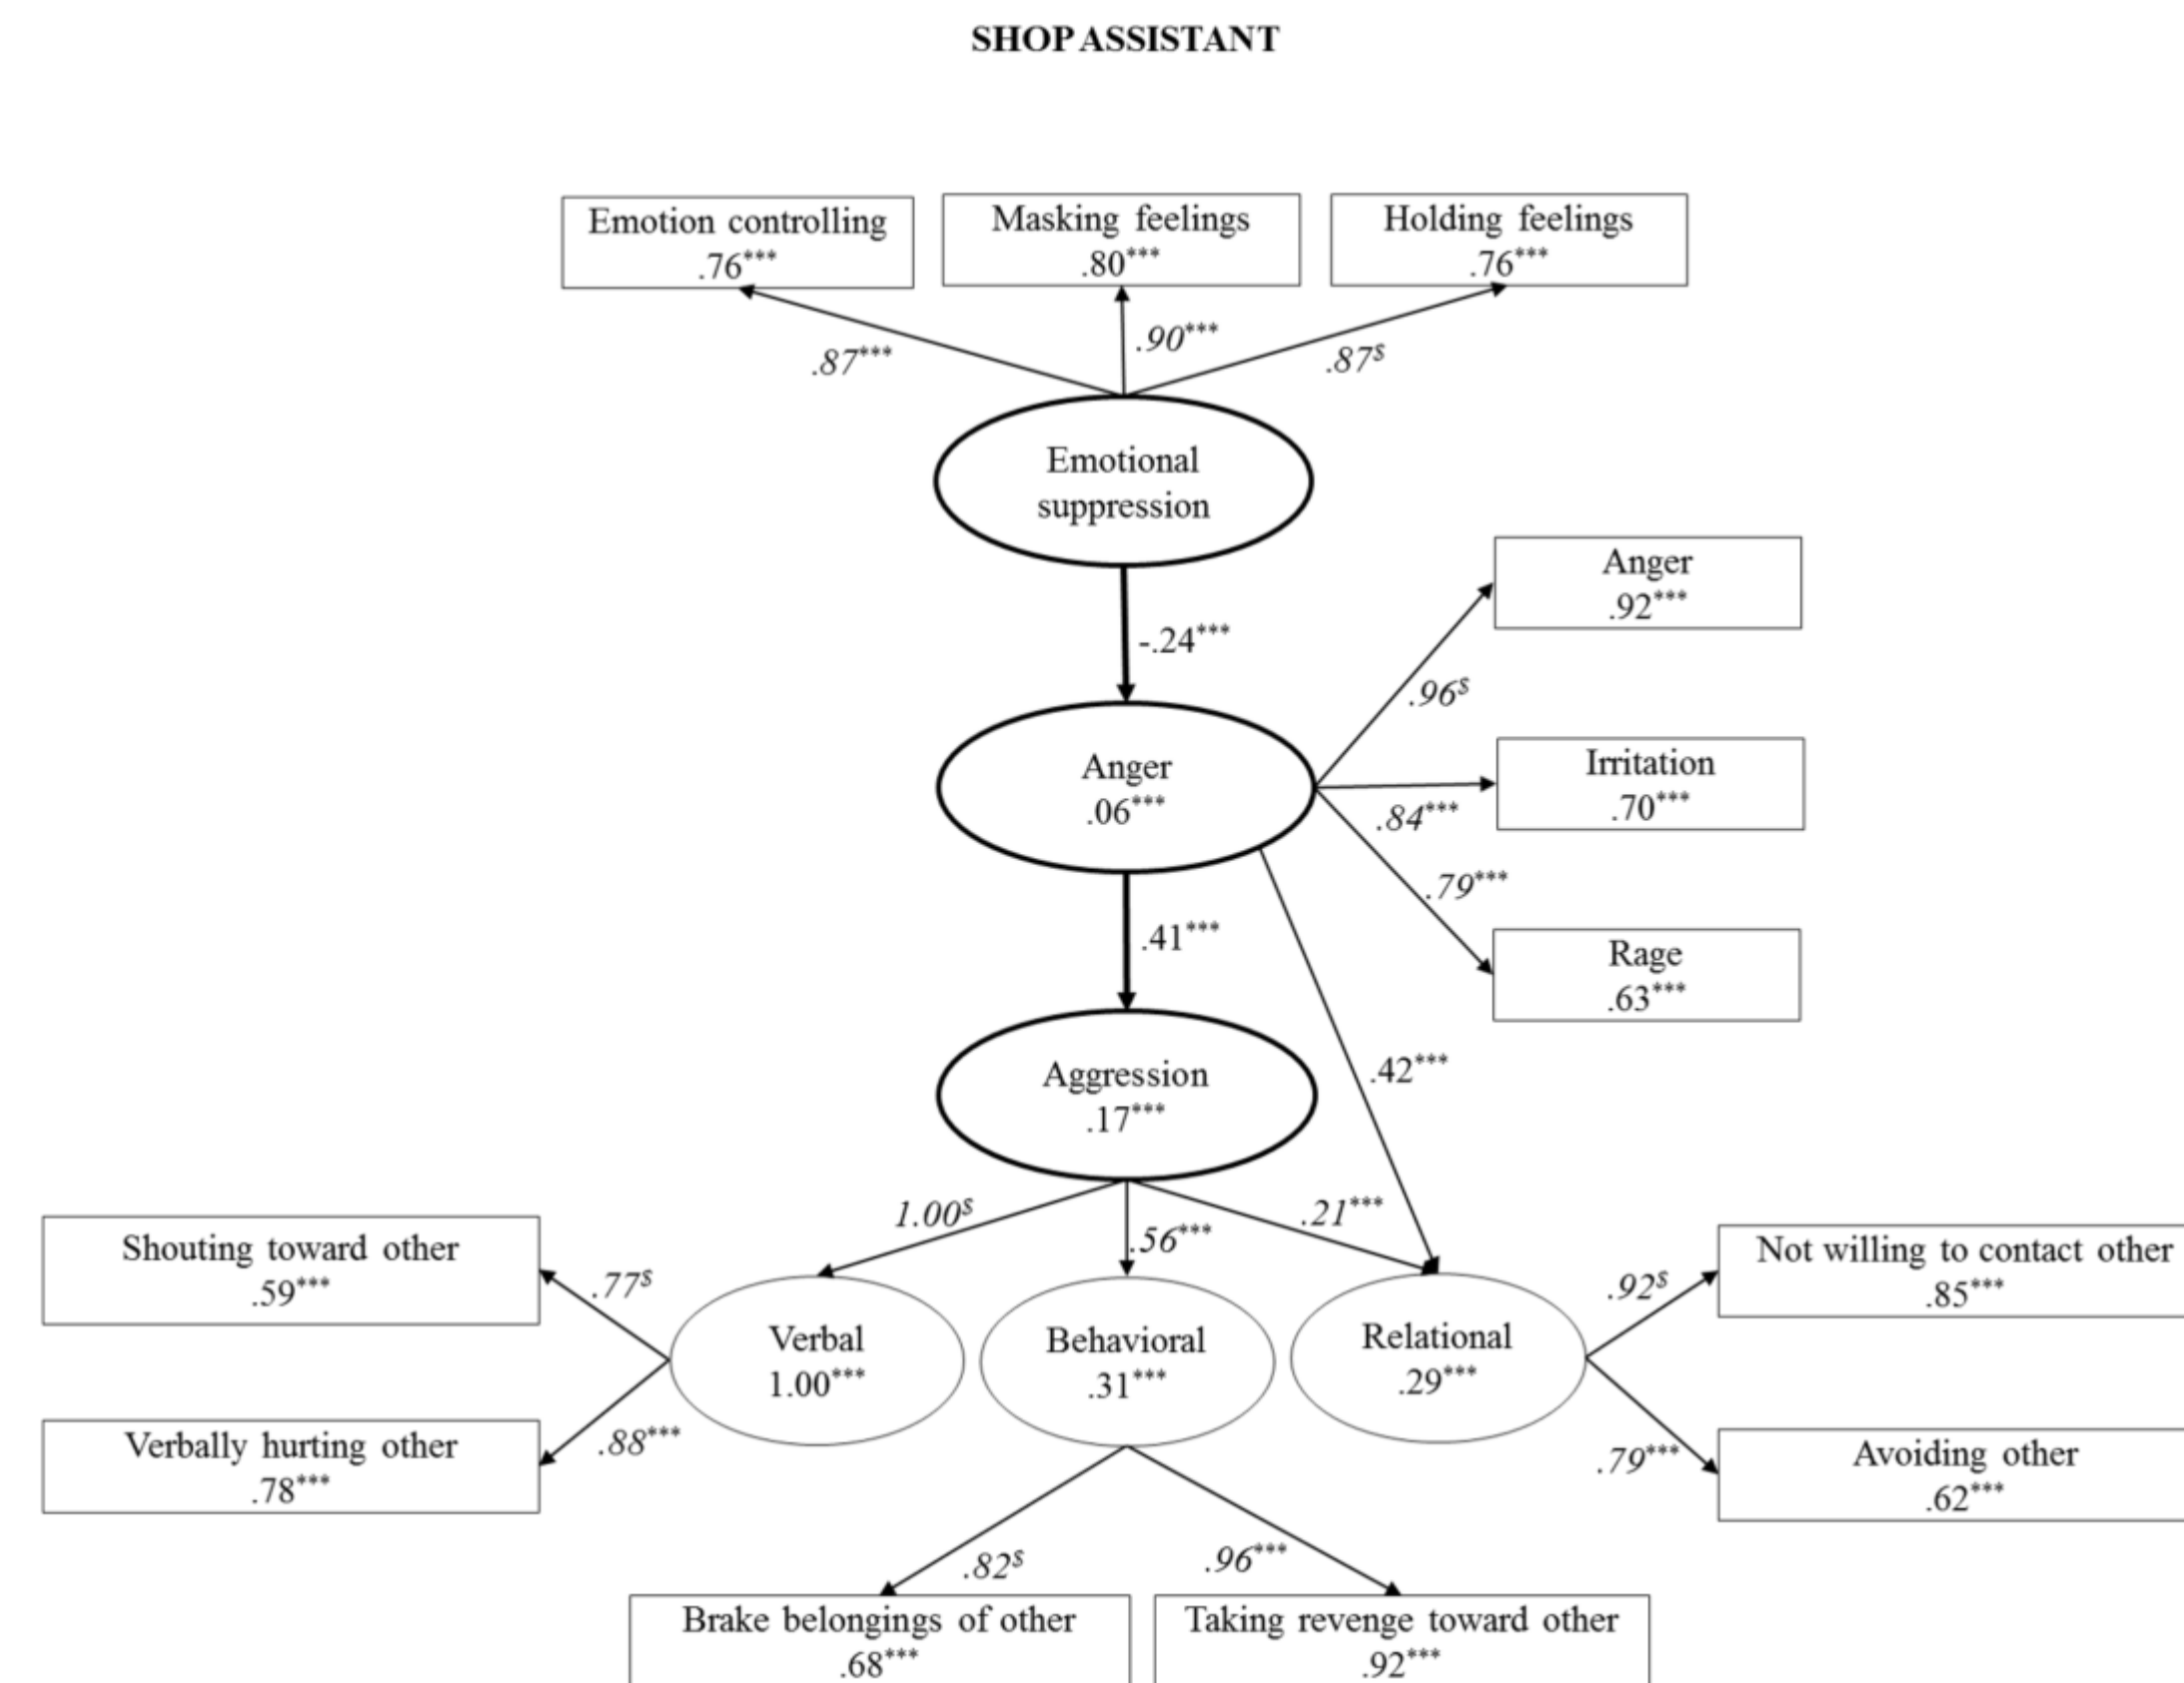 SHOP ASSISTANT
Emotion controlling
.76***
Masking feelings
.80***
Holding feelings
.76***
.87***
.90***
.87$
Emotional
suppression
-.24***
Anger
.92***
.96$
Anger
.06***
Irritation
.70***
.84***
.79***
Rage
.63***
.41***
.42***
Aggression
.17***
1.00$
.56***
.21***
Shouting toward other
.59***
.77$
Verbal
1.00***
Behavioral
.31***
Relational
.29***
.92$
Not willing to contact other
.85***
Verbally hurting other
.78***
.88***
.79***
Avoiding other
.62***
.82$
.96***
Brake belongings of other
.68***
Taking revenge toward other
.92***